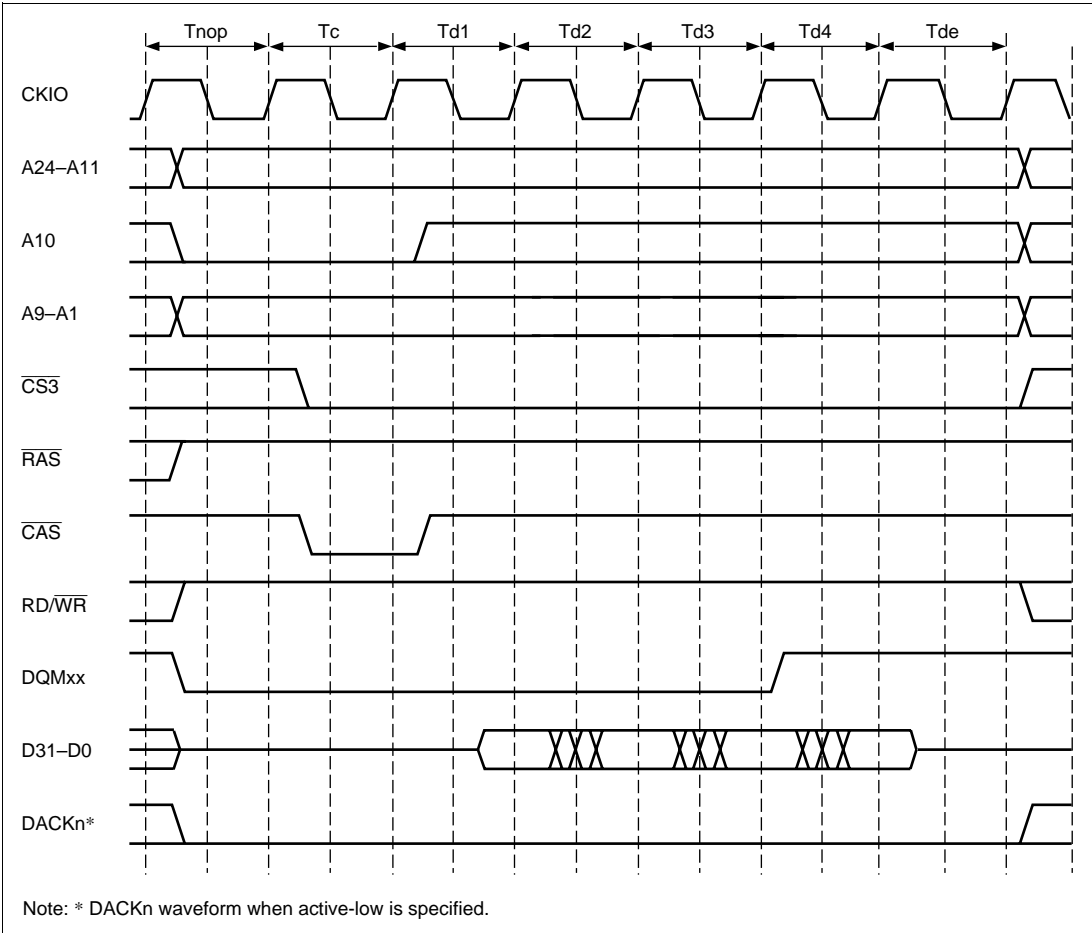 Tnop Tc Td1 Td2 Td3 Td4 Tde
CKIO
A24–A11
A10
A9–A1
CS3
RAS
CAS
RD/WR
DQMxx
D31–D0
DACKn*
Note: * DACKn waveform when active-low is specified.